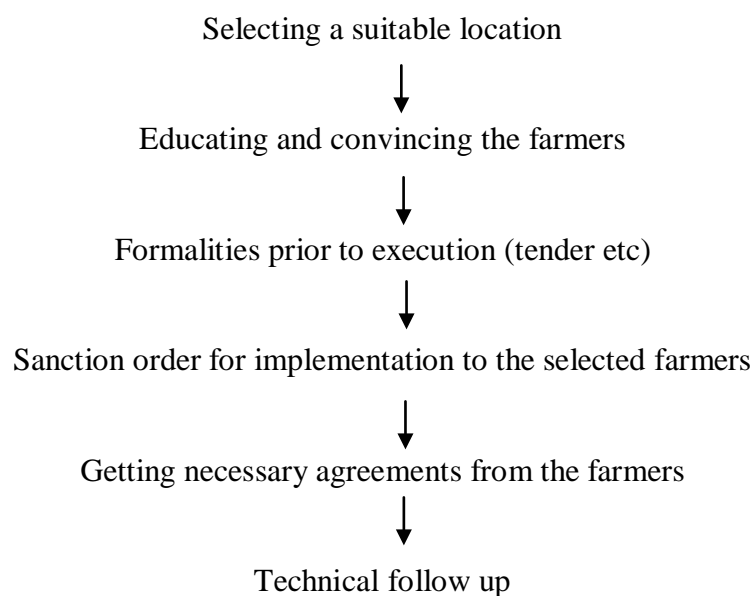 Selecting a suitable location
Educating and convincing the farmers
Formalities prior to execution (tender etc)
Sanction order for implementation to the selected farmers
Getting necessary agreements from the farmers
Technical follow up